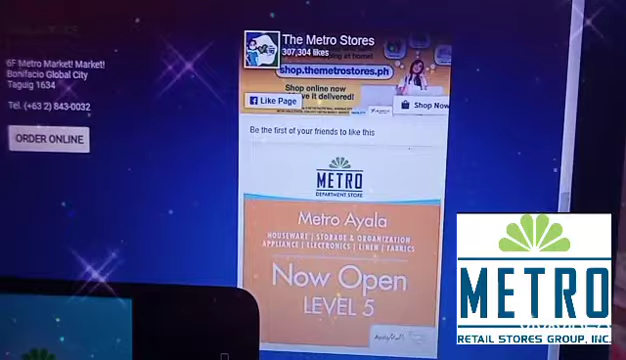 6F Metro Market! Market!
Bonifacio Global City
Taguig 1634
Tel. (+63 2) 843-0032
ORDER ONLINE
The Metro Stores
307,304 likes
shop.themetrostores.ph
Shop online now
it delivered!
Like Page
Shop Now
Be the first of your friends to like this
METRO
DEPARTMENT STORE
Metro Ayala
HOUSEWARE | STORAGE & ORGANIZATION
APPLIANCE | ELECTRONICS | LINEN | FABRICS
Now Open
LEVEL 5
METRO
RETAIL STORES GROUP, INC.